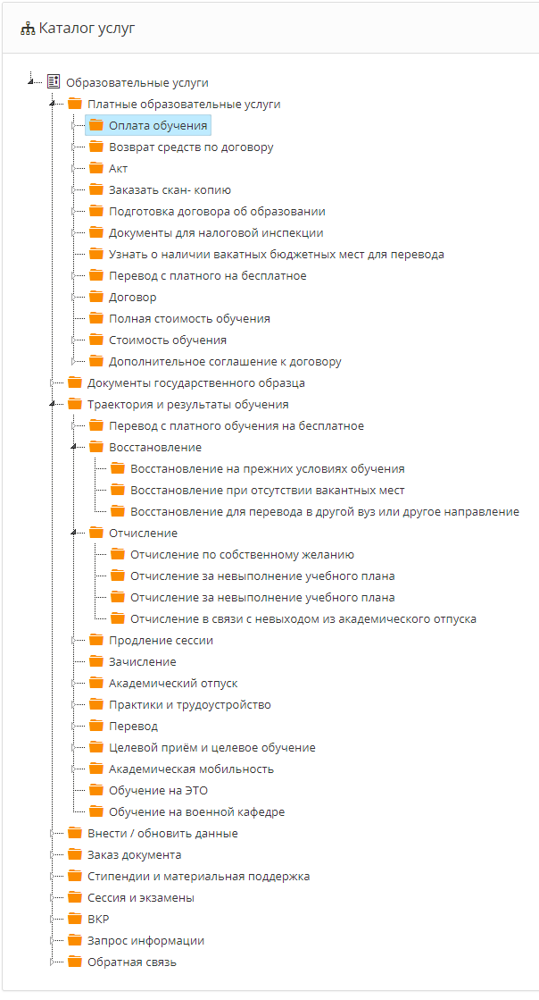 Каталог услуг
Образовательные услуги
Платные образовательные услуги
Оплата обучения
Возврат средств по договору
Акт
Заказать скан- копию
Подготовка договора об образовании
Документы для налоговой инспекции
Узнать о наличии вакатных бюджетных мест для перевода
Перевод с платного на бесплатное
Договор
Полная стоимость обучения
Стоимость обучения
Дополнительное соглашение к договору
Документы государственного образца
Траектория и результаты обучения
Перевод с платного обучения на бесплатное
Восстановление
Восстановление на прежних условиях обучения
Восстановление при отсутствии вакантных мест
Восстановление для перевода в другой вуз или другое направление
Отчисление
Отчисление по собственному желанию
Отчисление за невыполнение учебного плана
Отчисление за невыполнение учебного плана
Отчисление в связи с невыходом из академического отпуска
Продление сессии
Зачисление
Академический отпуск
Практики и трудоустройство
Перевод
Целевой приём и целевое обучение
Академическая мобильность
Обучение на ЭТО
Обучение на военной кафедре
Внести / обновить данные
Заказ документа
Стипендии и материальная поддержка
Сессия и экзамены
ВКР
Запрос информации
Обратная связь